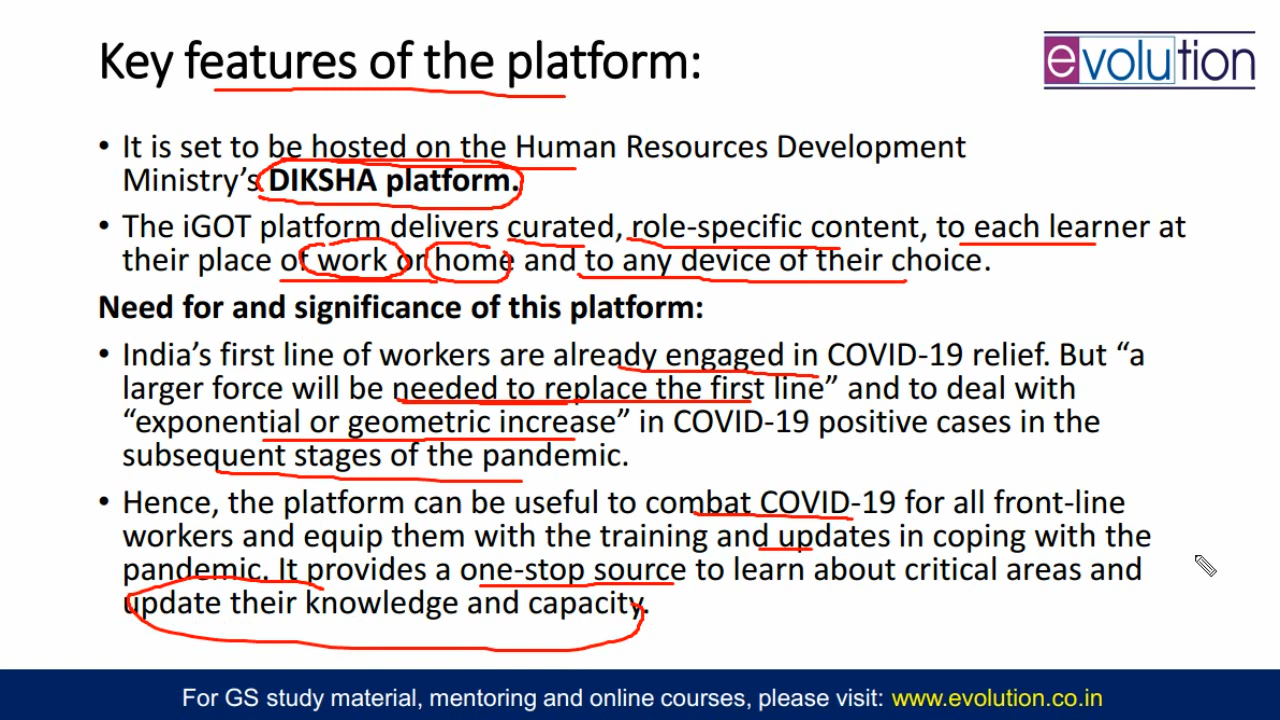 Key features of the platform:
evolution
• It is set to be hosted on the Human Resources Development
Ministry's DIKSHA platform.
• The iGOT platform delivers curated, role-specific content, to each learner at
their place of work or home and to any device of their choice.
Need for and significance of this platform:
• India's first line of workers are already engaged in COVID-19 relief. But “a
larger force will be needed to replace the first line” and to deal with
“exponential or geometric increase” in COVID-19 positive cases in the
subsequent stages of the pandemic.
• Hence, the platform can be useful to combat COVID-19 for all front-line
workers and equip them with the training and updates in coping with the
pandemic. It provides a one-stop source to learn about critical areas and
update their knowledge and capacity.
For GS study material, mentoring and online courses, please visit: www.evolution.co.in